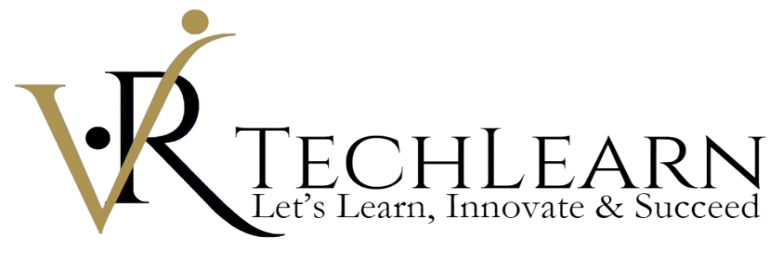 VR
TECHLEARN
Let's Learn, Innovate & Succeed